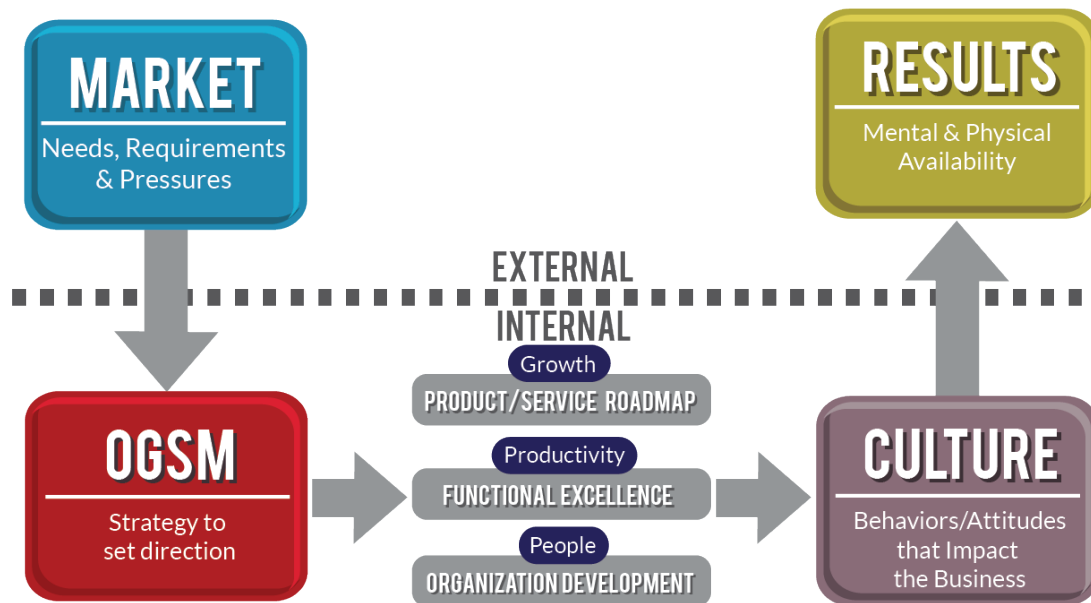 MARKET
Needs, Requirements
& Pressures
RESULTS
Mental & Physical
Availability
EXTERNAL
INTERNAL
OGSM
Strategy to
set direction
Growth
PRODUCT/SERVICE ROADMAP
Productivity
FUNCTIONAL EXCELLENCE
People
ORGANIZATION DEVELOPMENT
CULTURE
Behaviors/Attitudes
that Impact
the Business